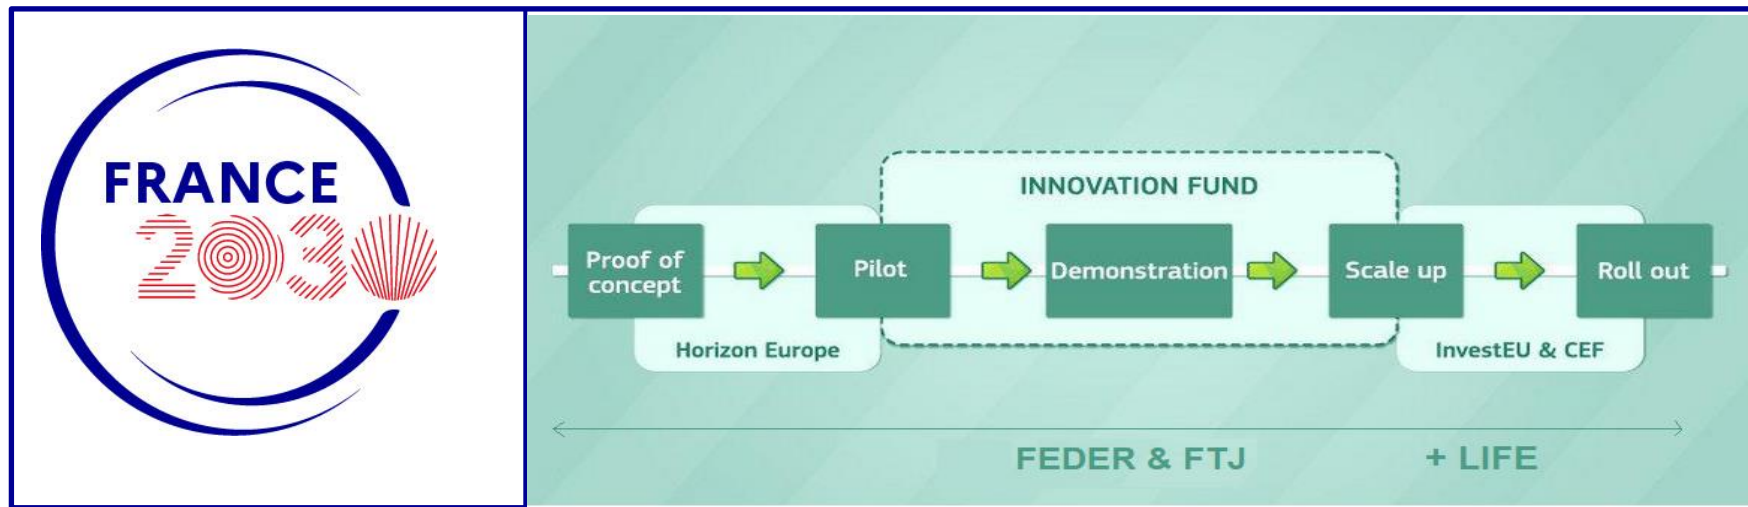 FRANCE
2030
INNOVATION FUND
Proof of
concept
Pilot
Demonstration
Scale up
Roll out
Horizon Europe
InvestEU & CEF
FEDER & FTJ
+ LIFE